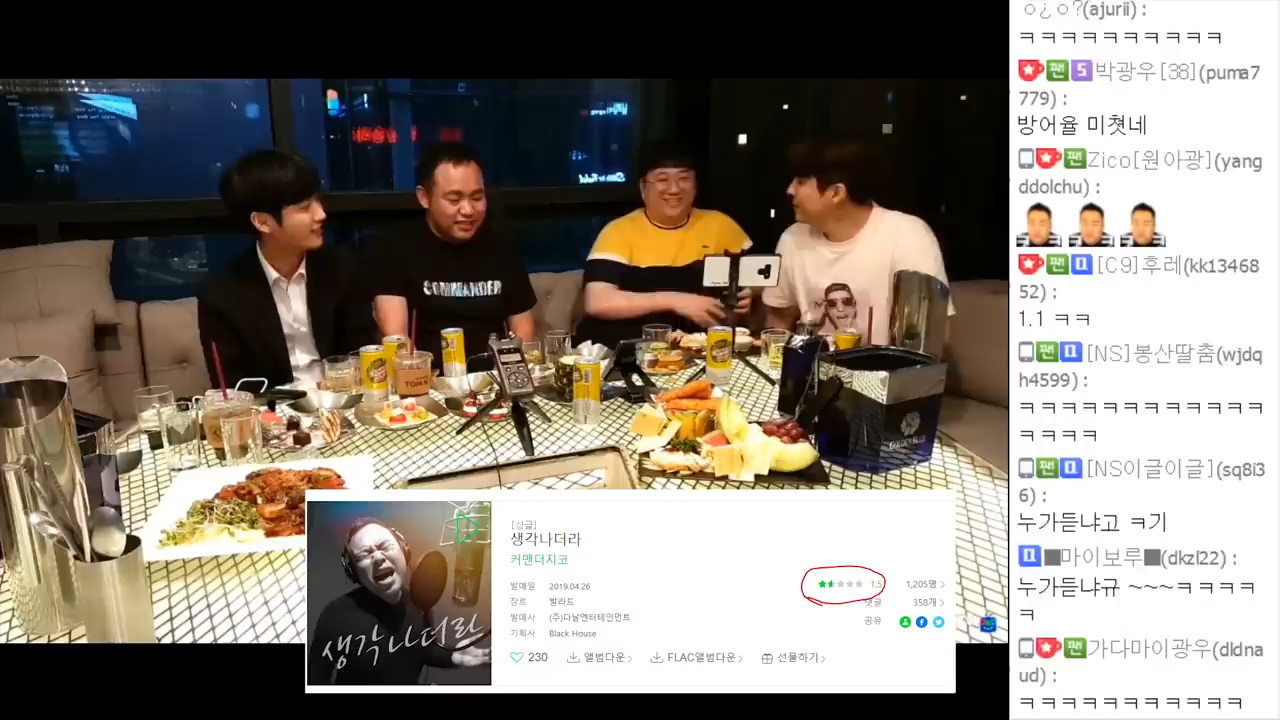 COMMANDER
GOLDEN BLUE
생각나더라
[싱글]
생각나더라
커맨더지코
발매일 2019.04.26
장르 발라드
발매사 (주)다날엔터테인먼트
기획사 Black House
1.5 1,205명
댓글 358개
공유
230 앨범다운 FLAC앨범다운 선물하기
ㅇ¿ㅇ?(ajurii) :
ㅋㅋㅋㅋㅋㅋㅋㅋㅋㅋ
팬 S 박광우[38](puma7
779) :
방어율 미쳣네
팬 Zico[원아광](yang
ddolchu) :
팬 [C9]후레(kk13468
52) :
1.1 ㅋㅋ
팬 [NS]봉산딸춤(wjdq
h4599) :
ㅋㅋㅋㅋㅋㅋㅋㅋㅋㅋㅋㅋ
ㅋㅋㅋㅋ
팬 [NS이글이글](sq8i3
6) :
누가듣냐고 ㅋ기
■마이보루■(dkzl22) :
누가듣냐규 ~~~ㅋㅋㅋㅋ
ㅋ
팬 가다마이광우(dldna
ud) :
ㅋㅋㅋㅋㅋㅋㅋㅋㅋㅋㅋ